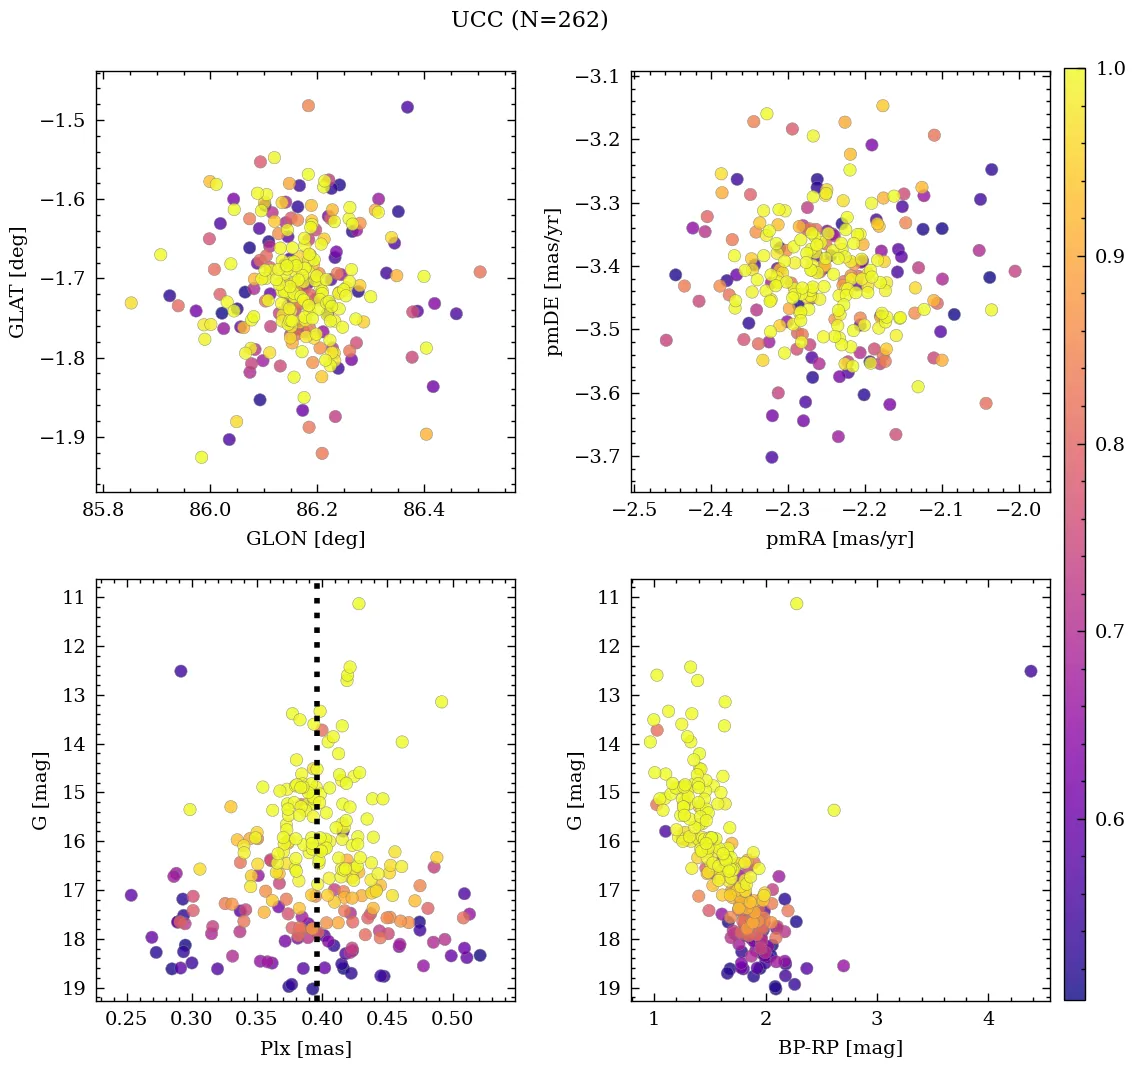 UCC (N=262)
−1.5
−1.6
−1.7
−1.8
−1.9
GLAT [deg]
85.8 86.0 86.2 86.4
GLON [deg]
−3.1
−3.2
−3.3
−3.4
−3.5
−3.6
−3.7
pmDE [mas/yr]
−2.5 −2.4 −2.3 −2.2 −2.1 −2.0
pmRA [mas/yr]
1.0
0.9
0.8
0.7
0.6
11
12
13
14
15
16
17
18
19
G [mag]
0.25 0.30 0.35 0.40 0.45 0.50
Plx [mas]
11
12
13
14
15
16
17
18
19
G [mag]
1 2 3 4
BP-RP [mag]